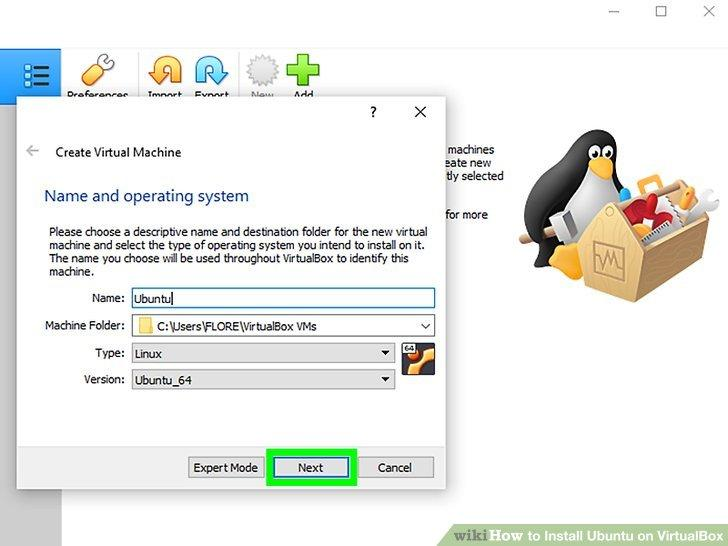 Preferences Import Export New Add
?
Create Virtual Machine
machines
eate new
tly selected
for more
Name and operating system
Please choose a descriptive name and destination folder for the new virtual
machine and select the type of operating system you intend to install on it.
The name you choose will be used throughout VirtualBox to identify this
machine.
Name: Ubuntu
Machine Folder: C:\Users\FLORE\VirtualBox VMs
Type: Linux
64
Version: Ubuntu_64
Expert Mode Next Cancel
wikiHow to Install Ubuntu on VirtualBox